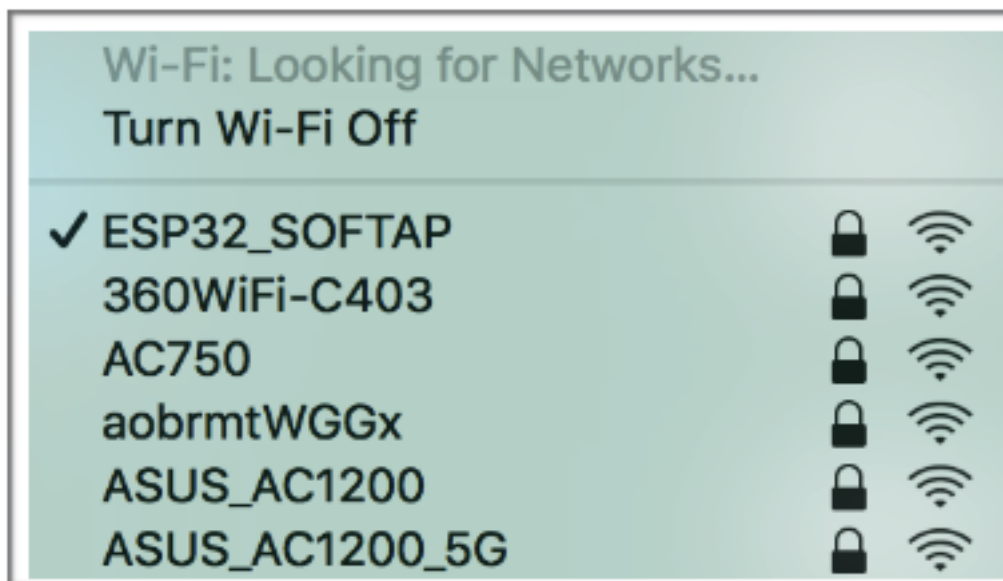 Wi-Fi: Looking for Networks...
Turn Wi-Fi Off
ESP32_SOFTAP
360WiFi-C403
AC750
aobrmtWGGx
ASUS_AC1200
ASUS_AC1200_5G